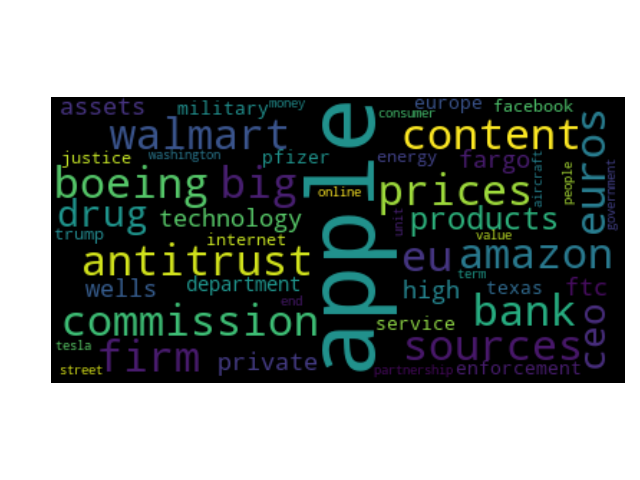 assets
military
money
consumer
europe
facebook
walmart
apple
content
euros
justice
washington
pfizer
energy
fargo
aircraft
people
government
boeing
big
online
prices
drug
technology
unit
products
trump
internet
value
antitrust
eu
amazon
wells
department
term
high
texas
ftc
end
commission
service
bank
ceo
tesla
firm
private
sources
street
partnership
enforcement